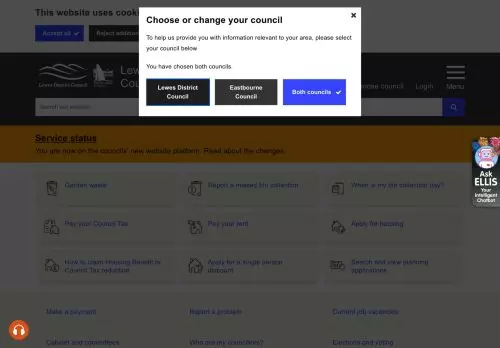 This website uses cook
Choose or change your council
To help us provide you with information relevant to your area, please select
your council below
You have chosen both councils.
Lewes District
Council
Eastbourne
Council
Both councils
Accept all
Reject addition
Lewes District Council
Lewe
Cou
council
Login
Menu
Search our website
Service status
You are now on the councils' new website platform. Read about the changes.
Garden waste
Report a missed bin collection
When is my bin collection day?
Pay your Council Tax
Pay your rent
Apply for housing
How to claim Housing Benefit or
Council Tax reduction
Apply for a single person
discount
Search and view planning
applications
Make a payment
Report a problem
Current job vacancies
Cabinet and committees
Who are my councillors?
Elections and voting
Ask
ELLIS
Your
Intelligent
Chatbot